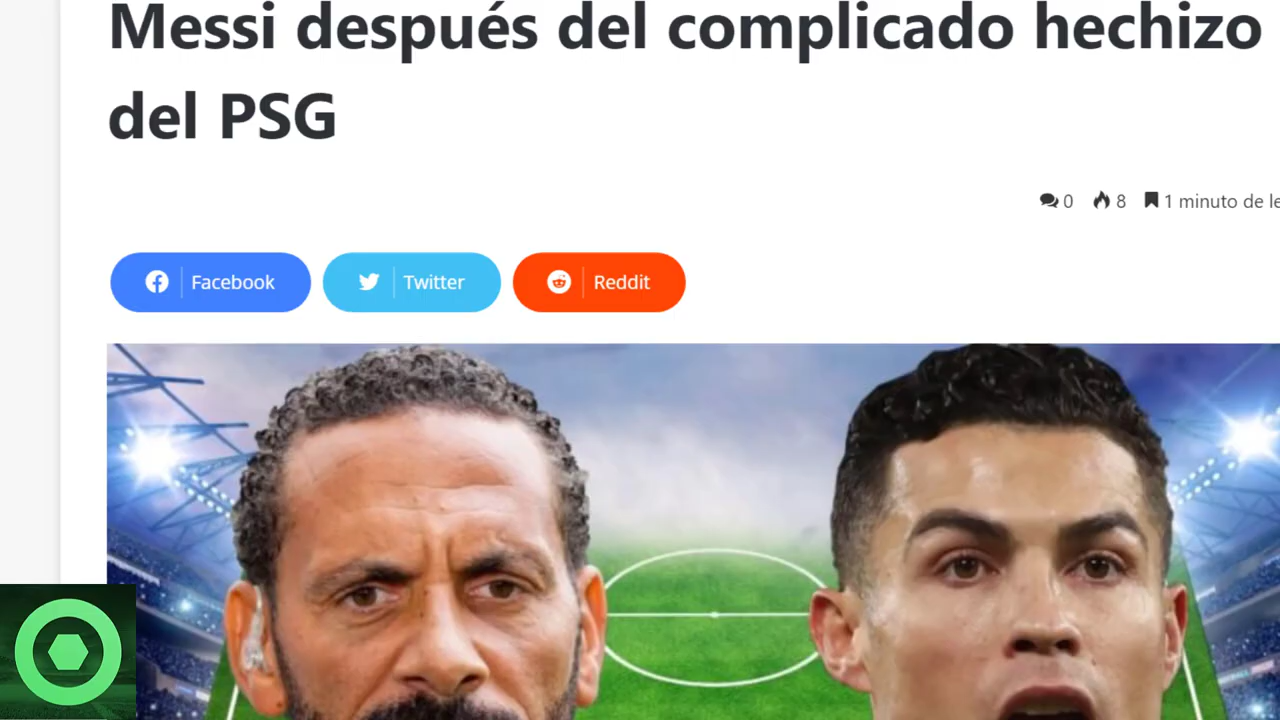 Messi después del complicado hechizo
del PSG
0 8 1 minuto de le
Facebook Twitter Reddit